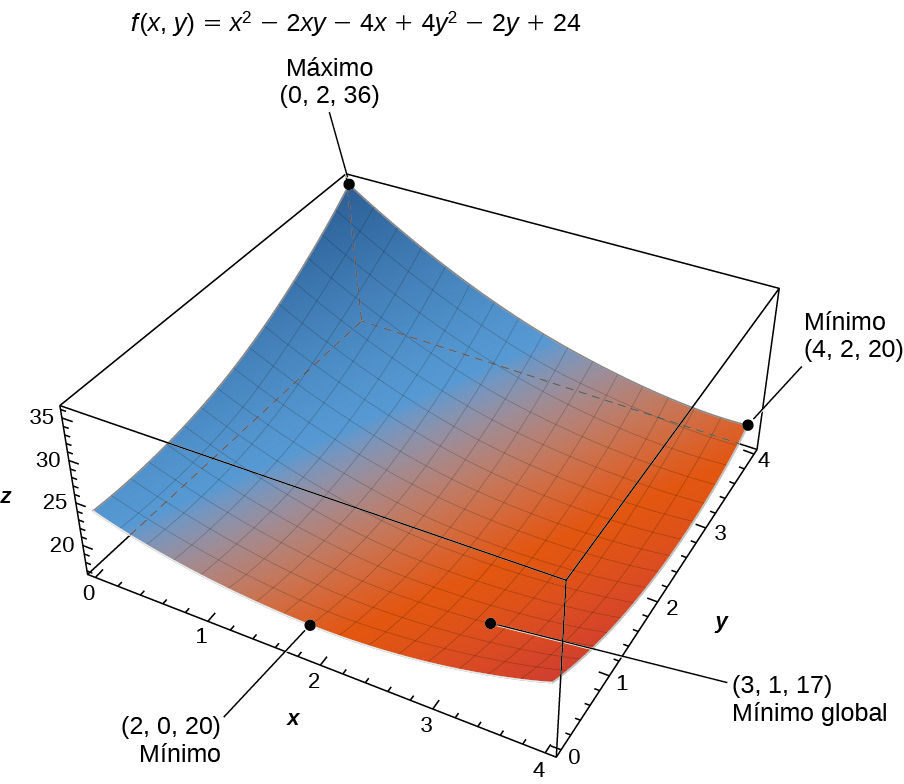 f(x, y) = x² − 2xy − 4x + 4y² − 2y + 24
Máximo
(0, 2, 36)
Mínimo
(4, 2, 20)
35
30
z
25
20
0
1
2
x
3
4
0
1
2
y
3
4
(3, 1, 17)
Mínimo global
(2, 0, 20)
Mínimo